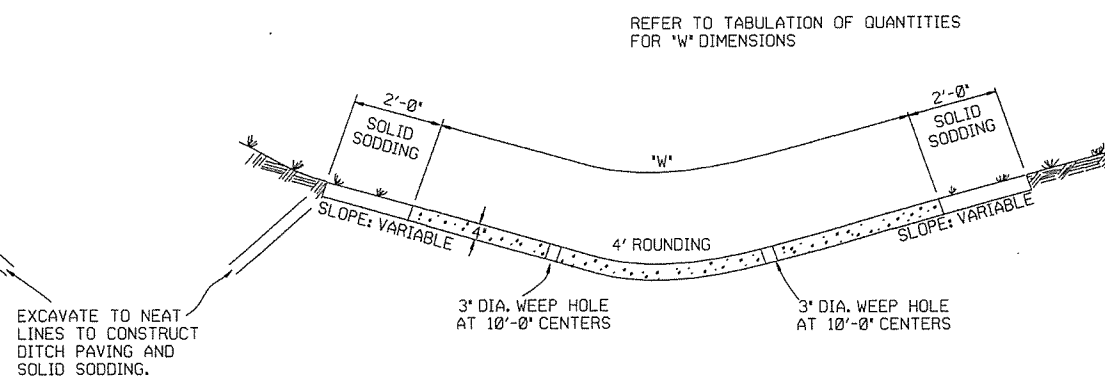 REFER TO TABULATION OF QUANTITIES
FOR "W" DIMENSIONS
2'-0"
SOLID
SODDING
"W"
2'-0"
SOLID
SODDING
SLOPE: VARIABLE
4"
4' ROUNDING
SLOPE: VARIABLE
3" DIA. WEEP HOLE
AT 10'-0" CENTERS
3" DIA. WEEP HOLE
AT 10'-0" CENTERS
EXCAVATE TO NEAT
LINES TO CONSTRUCT
DITCH PAVING AND
SOLID SODDING.